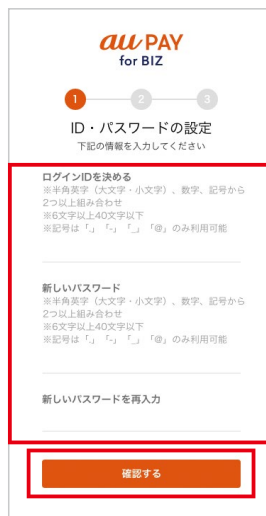 au PAY
for BIZ
1 2 3
ID・パスワードの設定
下記の情報を入力してください
ログインIDを決める
※半角英字（大文字・小文字）、数字、記号から
2つ以上組み合わせ
※6文字以上40文字以下
※記号は「.」「-」「_」「@」のみ利用可能
新しいパスワード
※半角英字（大文字・小文字）、数字、記号から
2つ以上組み合わせ
※6文字以上40文字以下
※記号は「.」「-」「_」「@」のみ利用可能
新しいパスワードを再入力
確認する